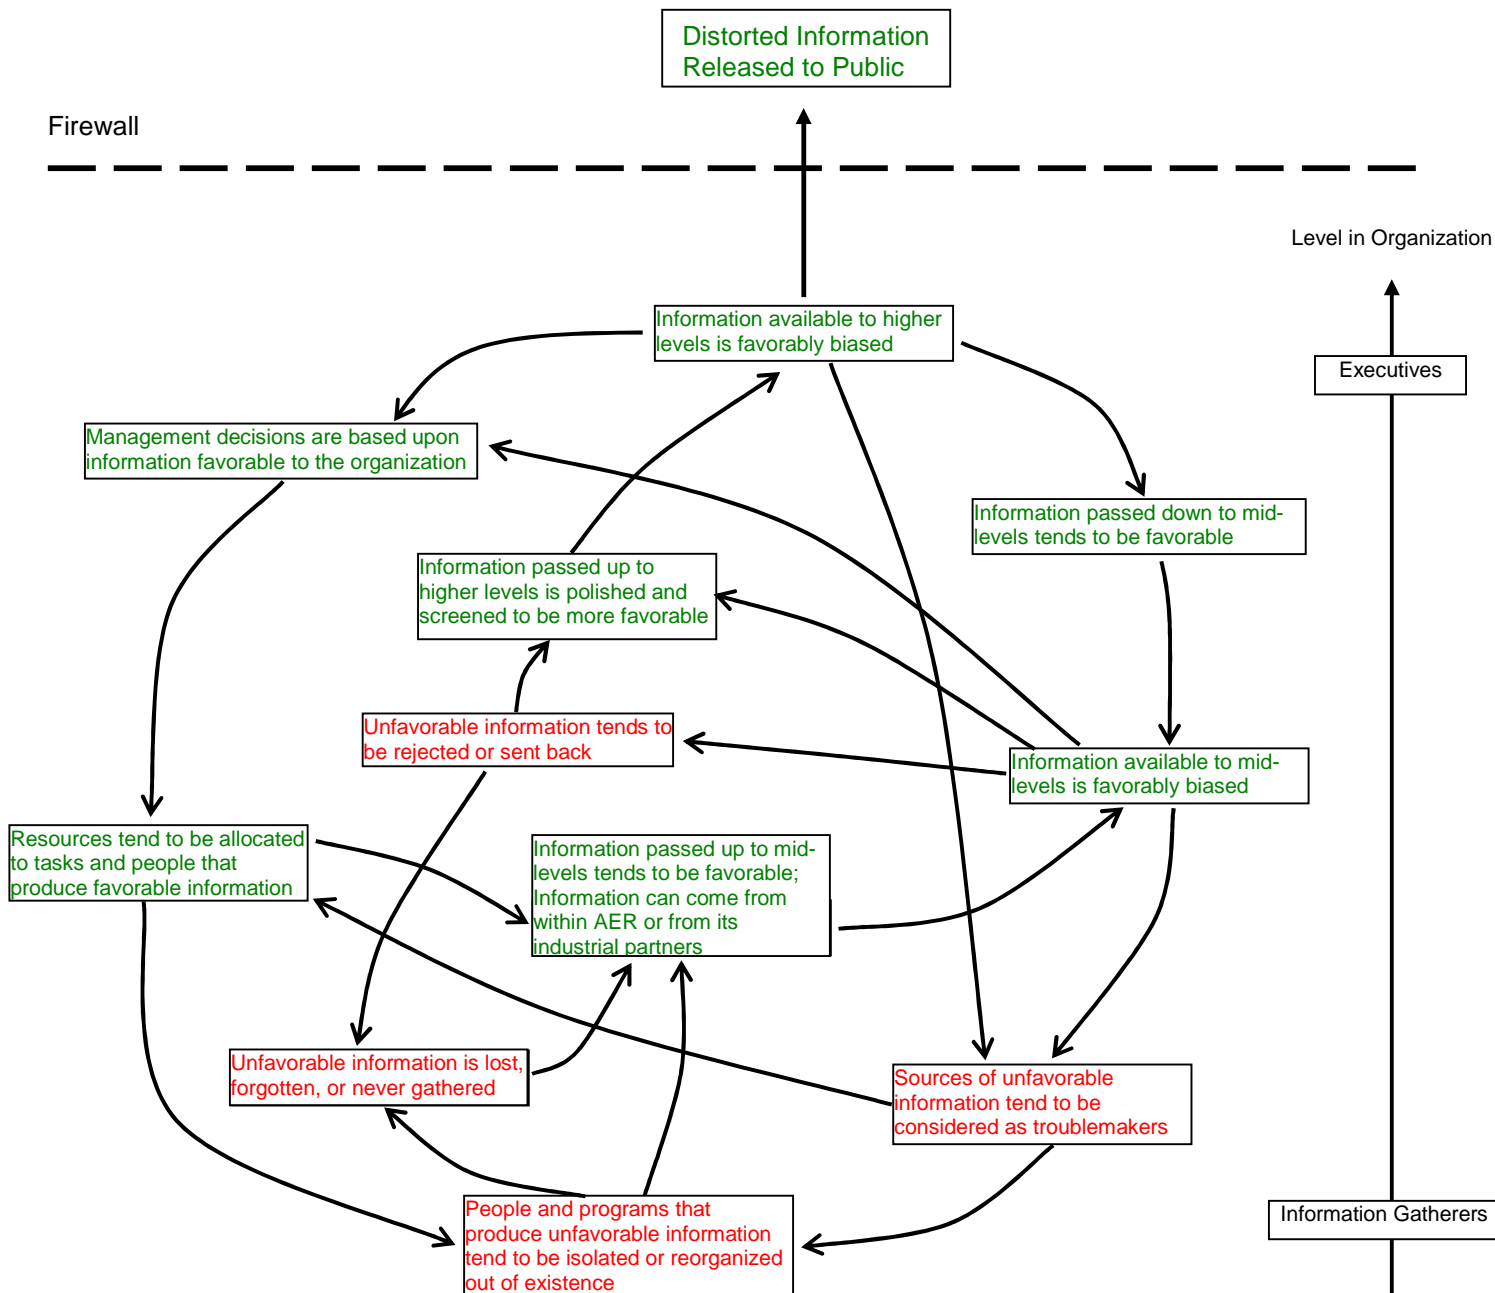 Distorted Information
Released to Public
Firewall
Level in Organization
Information available to higher
levels is favorably biased
Executives
Management decisions are based upon
information favorable to the organization
Information passed down to mid-
levels tends to be favorable
Information passed up to
higher levels is polished and
screened to be more favorable
Unfavorable information tends to
be rejected or sent back
Information available to mid-
levels is favorably biased
Resources tend to be allocated
to tasks and people that
produce favorable information
Information passed up to mid-
levels tends to be favorable;
Information can come from
within AER or from its
industrial partners
Unfavorable information is lost,
forgotten, or never gathered
Sources of unfavorable
information tend to be
considered as troublemakers
People and programs that
produce unfavorable information
tend to be isolated or reorganized
out of existence
Information Gatherers